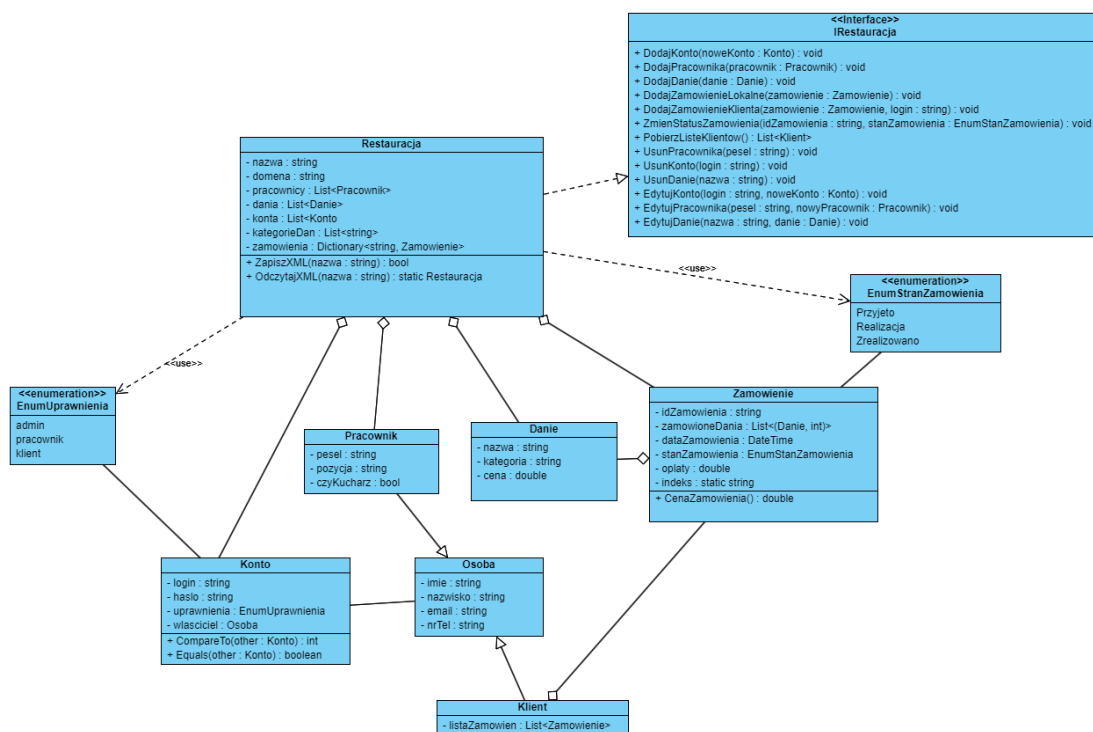 <<Interface>>
IRestauracja
+ DodajKonto(noweKonto : Konto) : void
+ DodajPracownika(pracownik : Pracownik) : void
+ DodajDanie(danie : Danie) : void
+ DodajZamowienieLokalne(zamowienie : Zamowienie) : void
+ DodajZamowienieKlienta(zamowienie : Zamowienie, login : string) : void
+ ZmienStatusZamowienia(idZamowienia : string, stanZamowienia : EnumStanZamowienia) : void
+ PobierzListeKlientow() : List<Klient>
+ UsunPracownika(pesel : string) : void
+ UsunKonto(login : string) : void
+ UsunDanie(nazwa : string) : void
+ EdytujKonto(login : string, noweKonto : Konto) : void
+ EdytujPracownika(pesel : string, nowyPracownik : Pracownik) : void
+ EdytujDanie(nazwa : string, danie : Danie) : void
Restauracja
- nazwa : string
- domena : string
- pracownicy : List<Pracownik>
- dania : List<Danie>
- konta : List<Konto
- kategorieDan : List<string>
- zamowienia : Dictionary<string, Zamowienie>
+ ZapiszXML(nazwa : string) : bool
+ OdczytajXML(nazwa : string) : static Restauracja
<<use>>
<<enumeration>>
EnumStranZamowienia
Przyjeto
Realizacja
Zrealizowano
<<use>>
<<enumeration>>
EnumUprawnienia
admin
pracownik
klient
Pracownik
- pesel : string
- pozycja : string
- czyKucharz : bool
Danie
- nazwa : string
- kategoria : string
- cena : double
Zamowienie
- idZamowienia : string
- zamowioneDania : List<(Danie, int)>
- dataZamowienia : DateTime
- stanZamowienia : EnumStanZamowienia
- oplaty : double
- indeks : static string
+ CenaZamowienia() : double
Konto
- login : string
- haslo : string
- uprawnienia : EnumUprawnienia
- wlasciciel : Osoba
+ CompareTo(other : Konto) : int
+ Equals(other : Konto) : boolean
Osoba
- imie : string
- nazwisko : string
- email : string
- nrTel : string
Klient
- listaZamowien : List<Zamowienie>